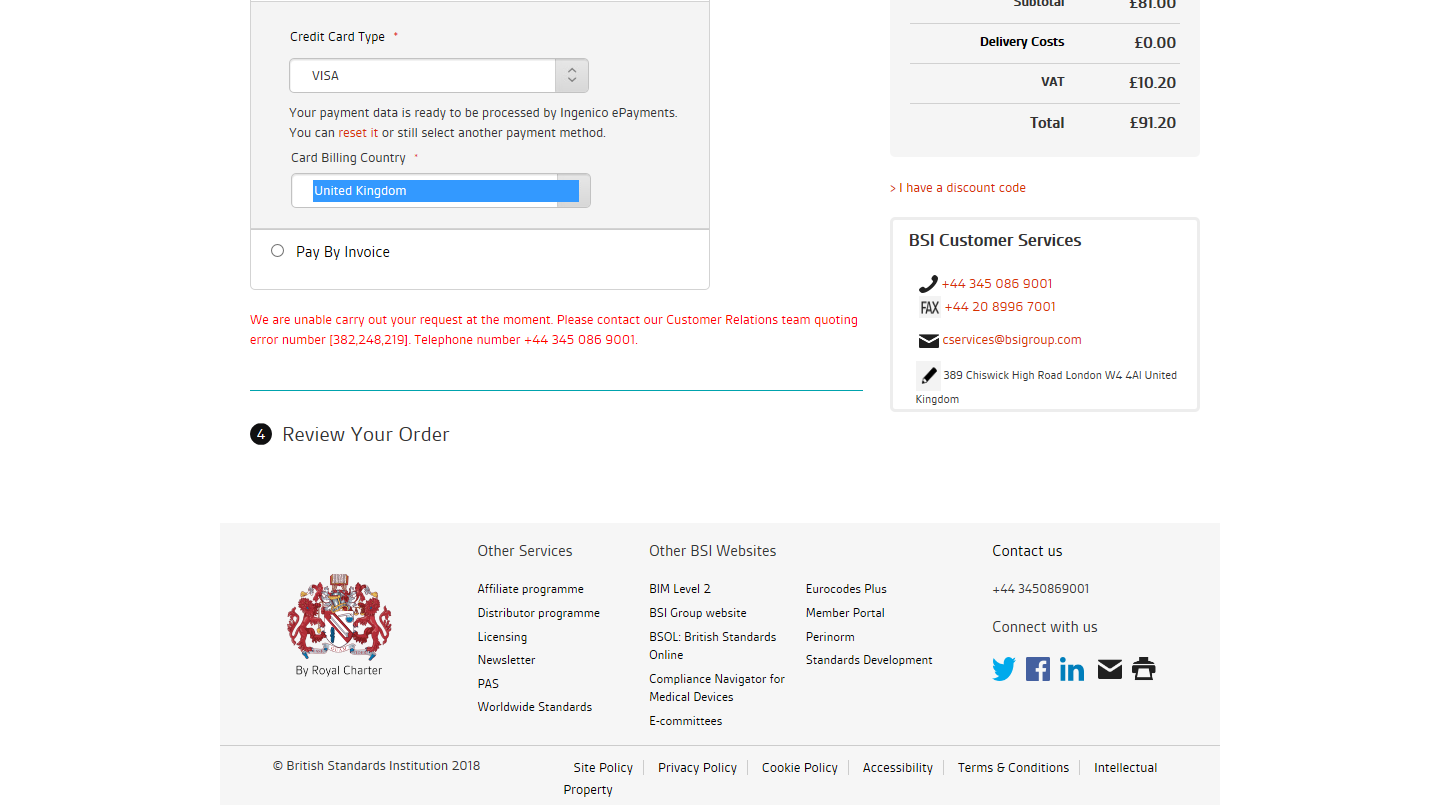 Credit Card Type *
VISA
Your payment data is ready to be processed by Ingenico ePayments.
You can reset it or still select another payment method.
Card Billing Country *
United Kingdom
Pay By Invoice
We are unable carry out your request at the moment. Please contact our Customer Relations team quoting
error number [382,248,219]. Telephone number +44 345 086 9001.
4 Review Your Order
Subtotal £81.00
Delivery Costs £0.00
VAT £10.20
Total £91.20
> I have a discount code
BSI Customer Services
+44 345 086 9001
FAX +44 20 8996 7001
cservices@bsigroup.com
389 Chiswick High Road London W4 4Al United
Kingdom
By Royal Charter
Other Services
Affiliate programme
Distributor programme
Licensing
Newsletter
PAS
Worldwide Standards
Other BSI Websites
BIM Level 2
BSI Group website
BSOL: British Standards
Online
Compliance Navigator for
Medical Devices
E-committees
Eurocodes Plus
Member Portal
Perinorm
Standards Development
Contact us
+44 3450869001
Connect with us
© British Standards Institution 2018
Site Policy Privacy Policy Cookie Policy Accessibility Terms & Conditions Intellectual
Property